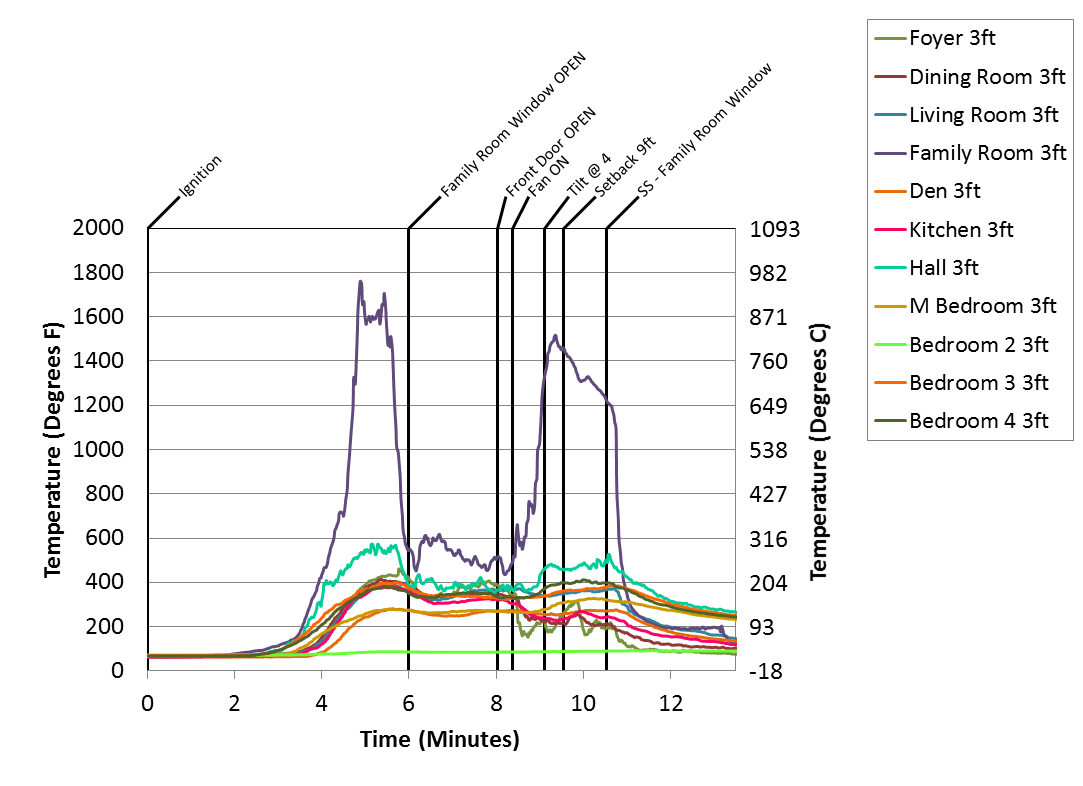 Ignition
Family Room Window OPEN
Front Door OPEN
Fan ON
Tilt @ 4
Setback 9ft
SS - Family Room Window
Foyer 3ft
Dining Room 3ft
Living Room 3ft
Family Room 3ft
Den 3ft
Kitchen 3ft
Hall 3ft
M Bedroom 3ft
Bedroom 2 3ft
Bedroom 3 3ft
Bedroom 4 3ft
Temperature (Degrees F)
2000
1800
1600
1400
1200
1000
800
600
400
200
0
1093
982
871
760
649
538
427
316
204
93
-18
Temperature (Degrees C)
0 2 4 6 8 10 12
Time (Minutes)